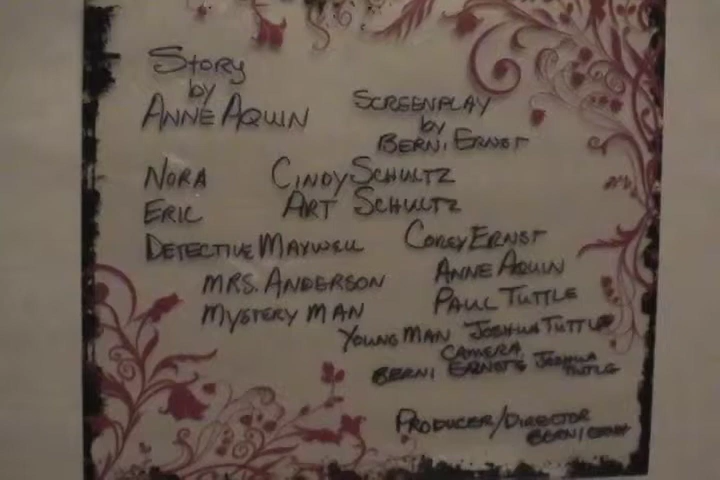 Story
by
ANNE AQUIN
SCREENPLAY
by
BERNI ERNST
NORA CINDY SCHULTZ
ERIC ART SCHULTZ
DETECTIVE MAXWELL COREY ERNST
MRS. ANDERSON ANNE AQUIN
MYSTERY MAN PAUL TUTTLE
YOUNG MAN JOSHUA TUTTLE
CAMERA
BERNI ERNST & JOSHUA TUTTLE
PRODUCER/DIRECTOR
BERNI ERNST